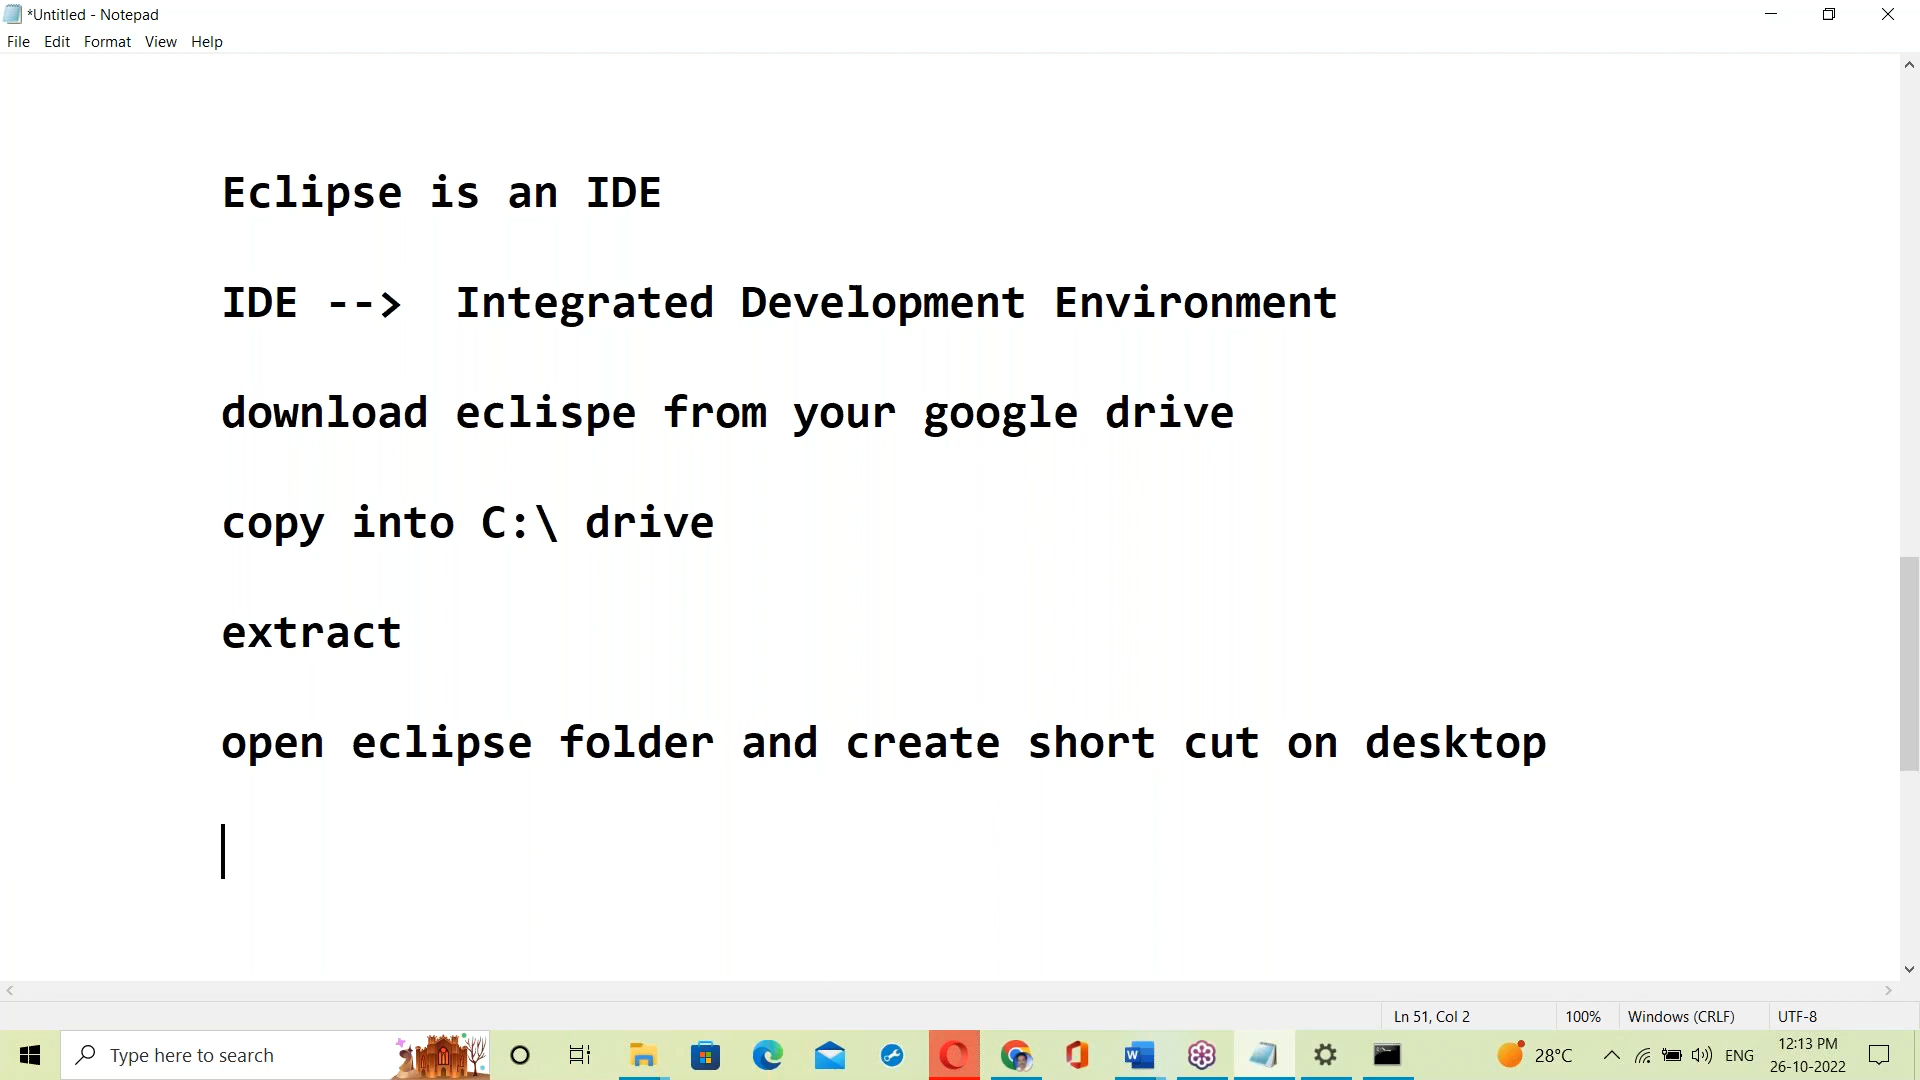 *Untitled - Notepad
File Edit Format View Help
Eclipse is an IDE
IDE --> Integrated Development Environment
download eclispe from your google drive
copy into C:\ drive
extract
open eclipse folder and create short cut on desktop
Ln 51, Col 2 100% Windows (CRLF) UTF-8
Type here to search 28°C ENG 12:13 PM
26-10-2022